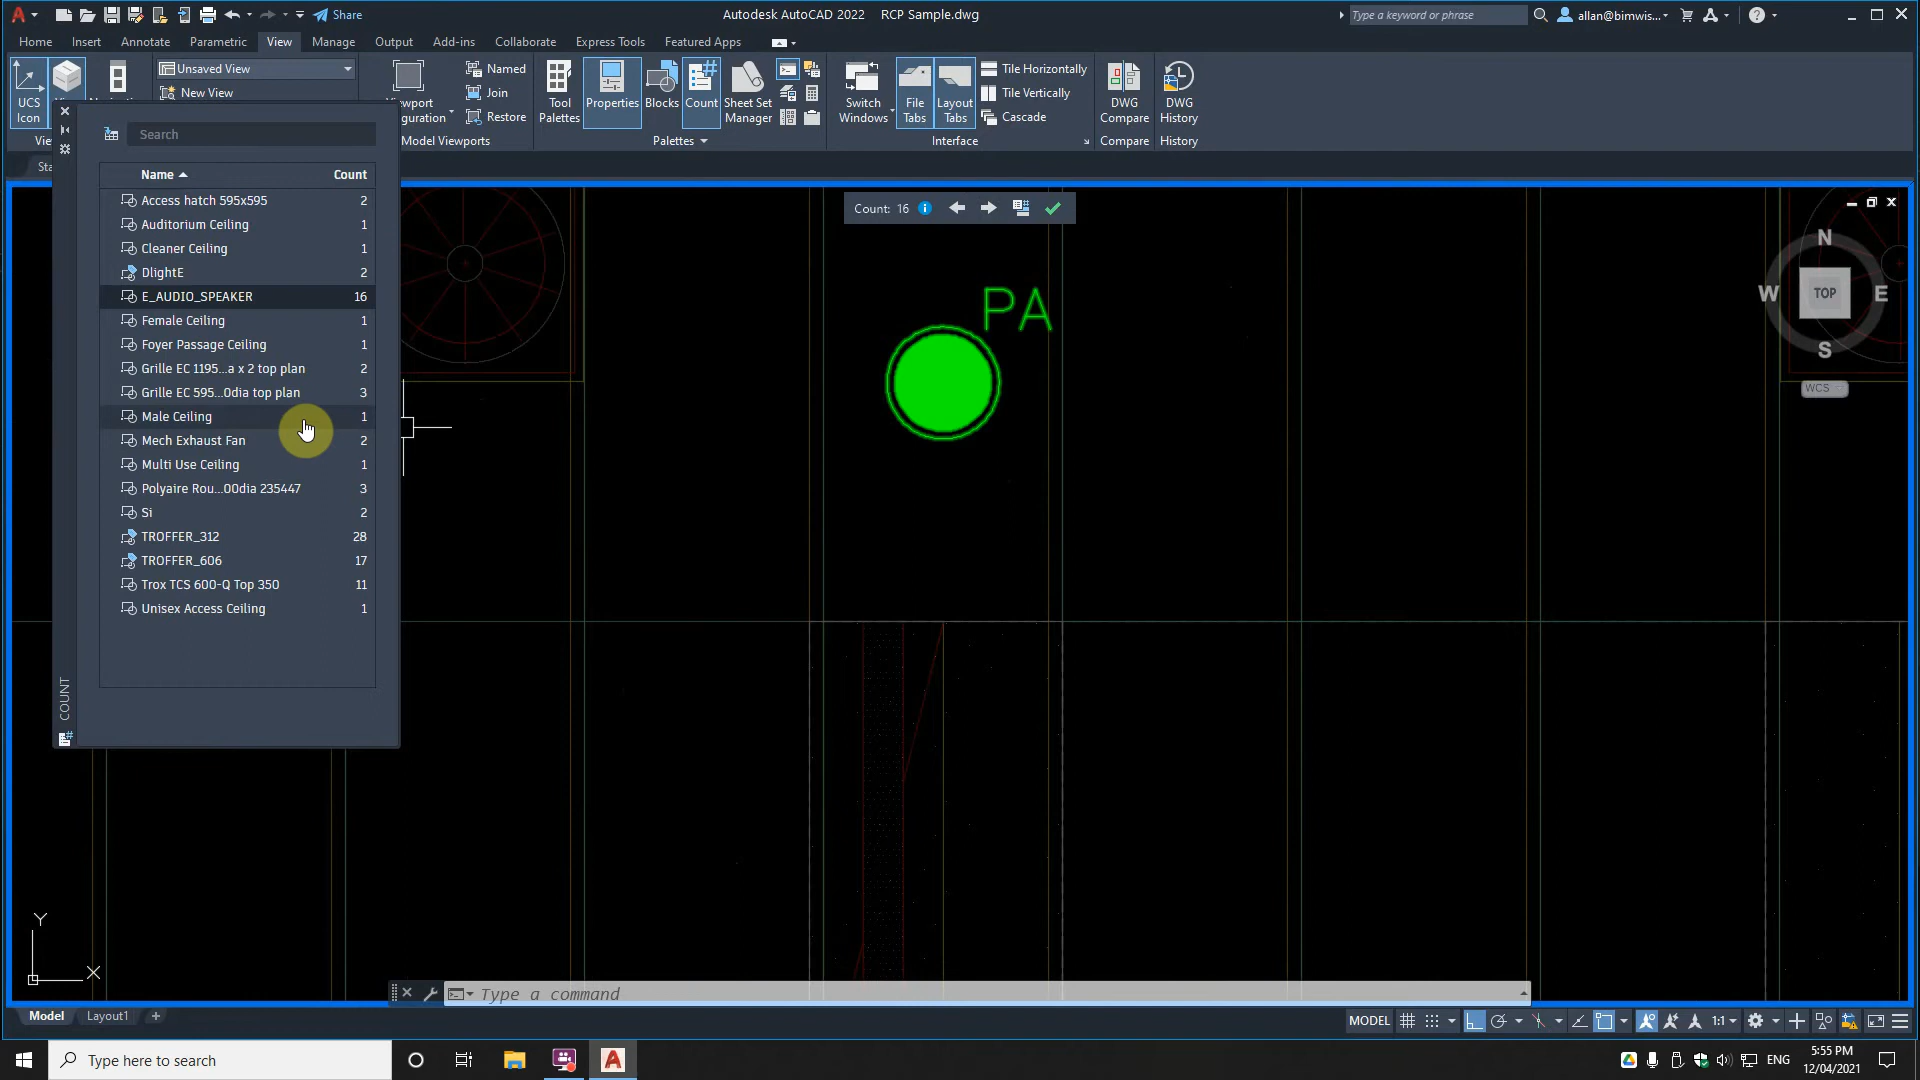 Share
Autodesk AutoCAD 2022 RCP Sample.dwg
Type a keyword or phrase
allan@bimwis...
Home Insert Annotate Parametric View Manage Output Add-ins Collaborate Express Tools Featured Apps
UCS Icon
Unsaved View
New View
Named
Join
Restore
Model Viewports
Tool Palettes
Properties
Blocks
Count
Sheet Set Manager
Palettes
Switch Windows
File Tabs
Layout Tabs
Tile Horizontally
Tile Vertically
Cascade
Interface
DWG Compare
Compare
DWG History
History
Search
Name Count
Access hatch 595x595 2
Auditorium Ceiling 1
Cleaner Ceiling 1
DlightE 2
E_AUDIO_SPEAKER 16
Female Ceiling 1
Foyer Passage Ceiling 1
Grille EC 1195...a x 2 top plan 2
Grille EC 595...0dia top plan 3
Male Ceiling 1
Mech Exhaust Fan 2
Multi Use Ceiling 1
Polyaire Rou...00dia 235447 3
Si 2
TROFFER_312 28
TROFFER_606 17
Trox TCS 600-Q Top 350 11
Unisex Access Ceiling 1
COUNT
Count: 16
PA
N
W TOP E
S
WCS
Y
X
Type a command
Model Layout1 +
MODEL
1:1
Type here to search
ENG
5:55 PM
12/04/2021